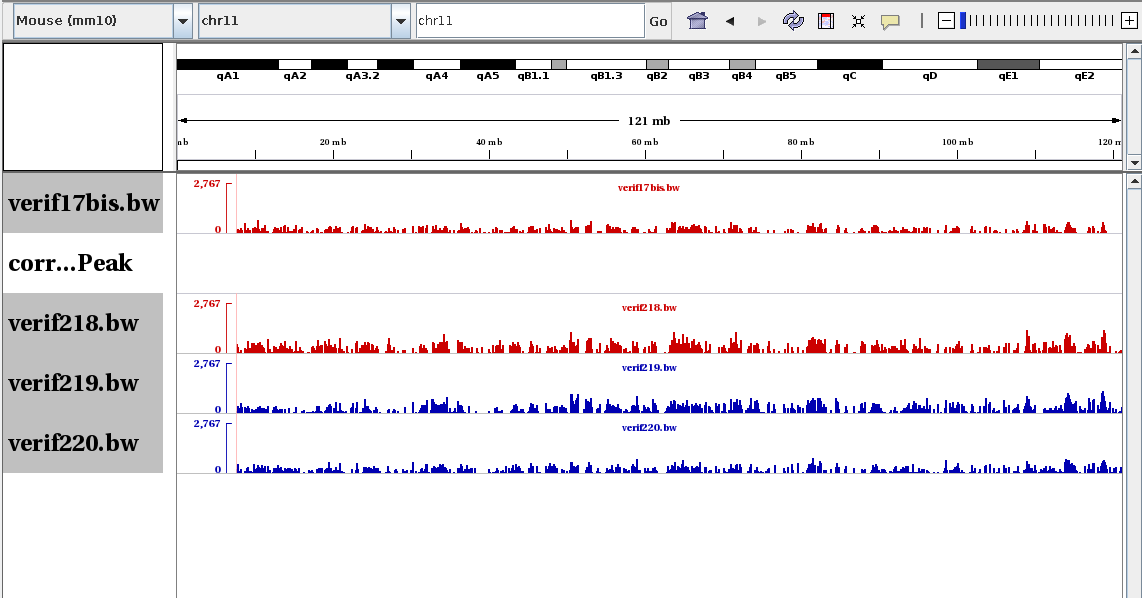 Mouse (mm10) chr11 chr11 Go
qA1 qA2 qA3.2 qA4 qA5 qB1.1 qB1.3 qB2 qB3 qB4 qB5 qC qD qE1 qE2
121 mb
mb 20 mb 40 mb 60 mb 80 mb 100 mb 120 m
verif17bis.bw
2,767
verif17bis.bw
0
corr...Peak
verif218.bw
2,767
verif218.bw
0
verif219.bw
2,767
verif219.bw
0
verif220.bw
2,767
verif220.bw
0